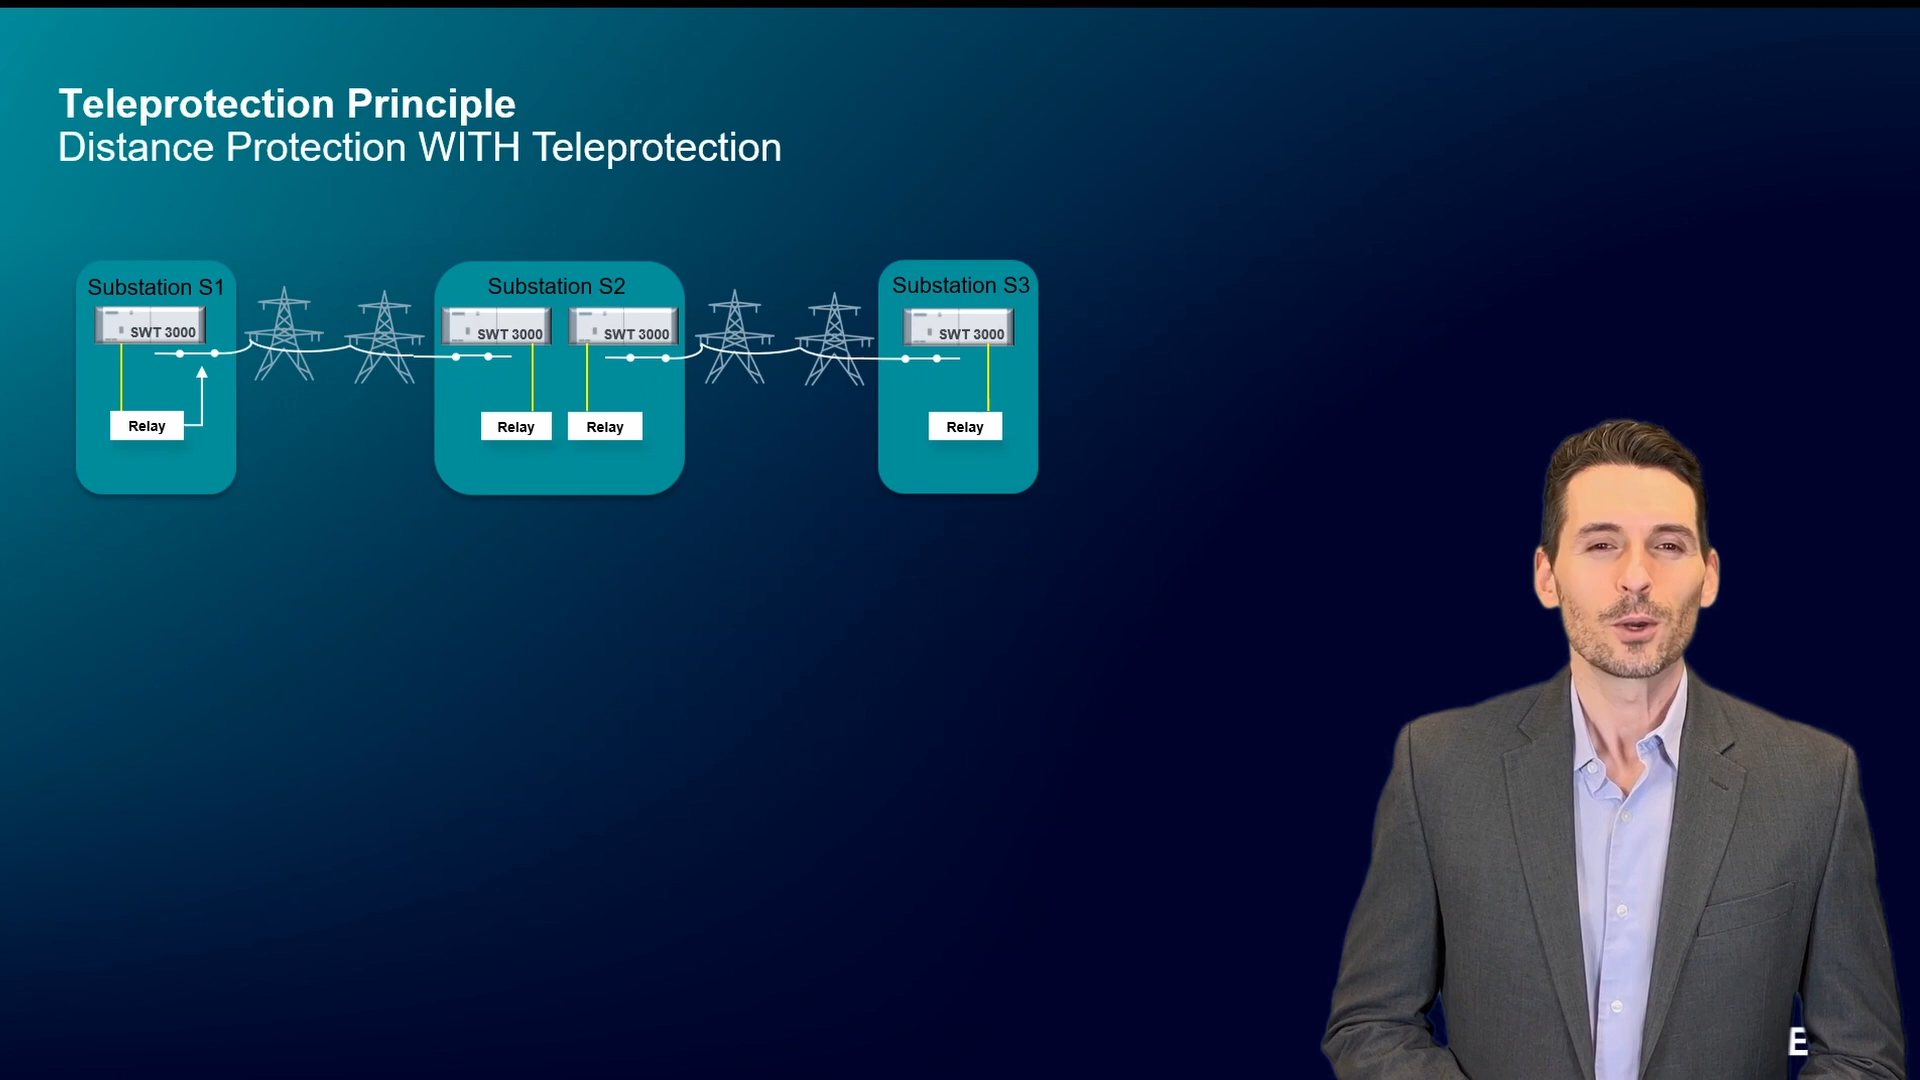 Teleprotection Principle
Distance Protection WITH Teleprotection
Substation S1
Substation S2
Substation S3
SWT 3000
SWT 3000
SWT 3000
SWT 3000
Relay
Relay
Relay
Relay
E